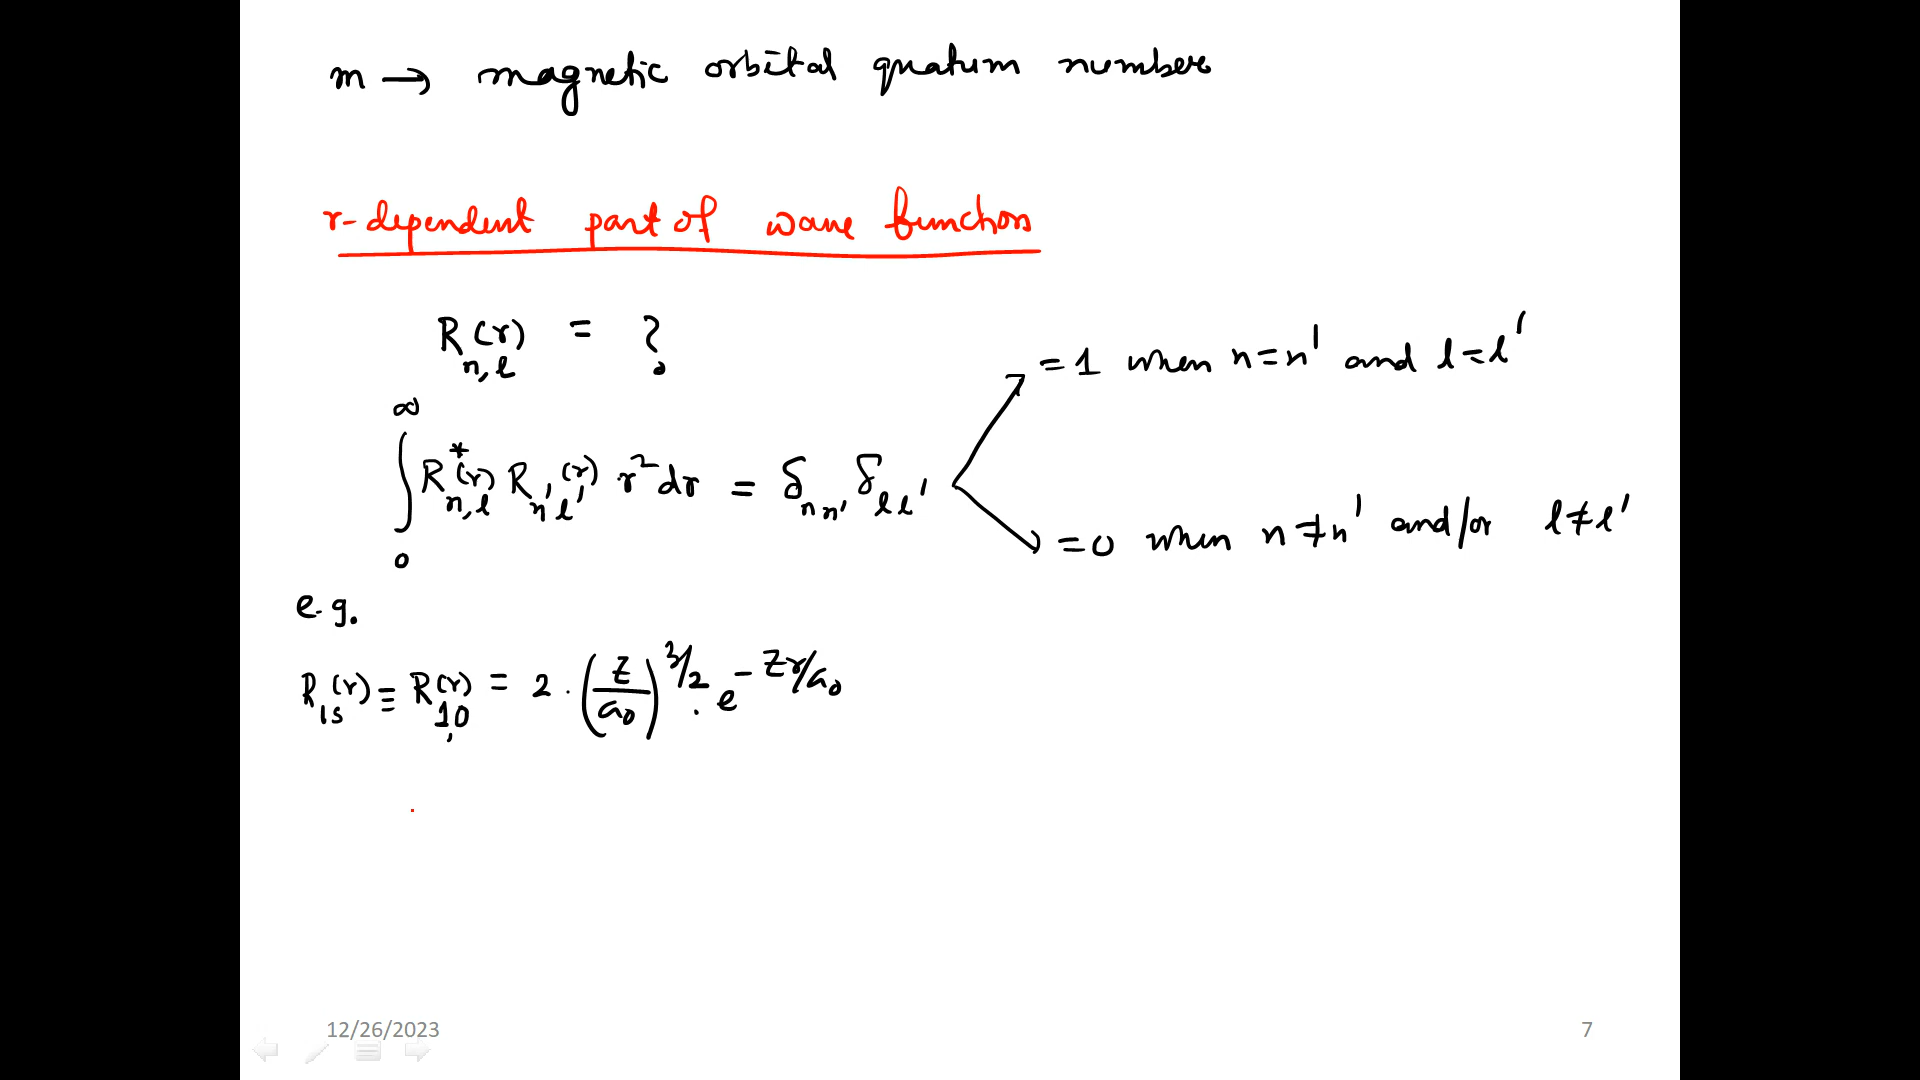 m → magnetic orbital quatum number
r-dependent part of wave function
R_{n,l}(r) = ?
∫_0^∞ R*_{n,l}(r) R_{n'l'}(r) r² dr = δ_{nn'} δ_{ll'}
= 1 when n = n' and l = l'
= 0 when n ≠ n' and/or l ≠ l'
e.g.
R_{1s}(r) ≡ R_{1,0}(r) = 2 · (Z/a₀)^{3/2} · e^{-Zr/a₀}
12/26/2023
7